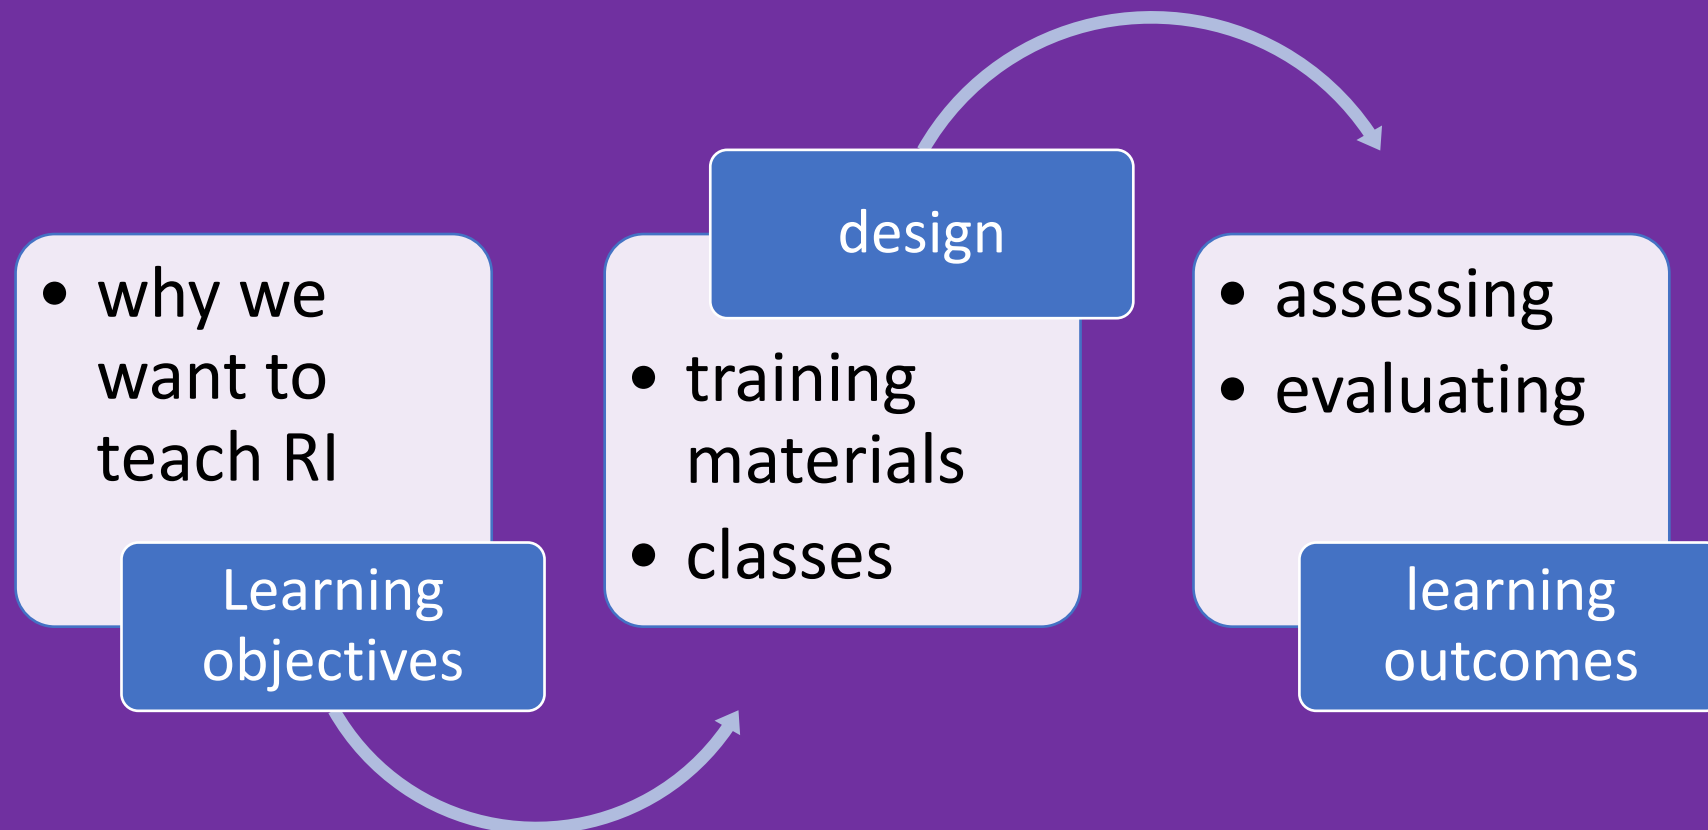 • why we
want to
teach RI
Learning
objectives
design
• training
materials
• classes
• assessing
• evaluating
learning
outcomes